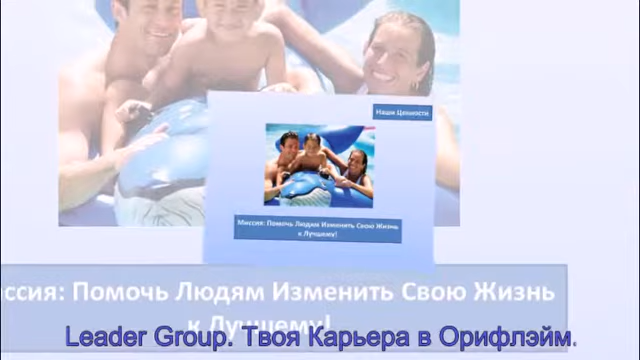 Наши Ценности
Миссия: Помочь Людям Изменить Свою Жизнь
к Лучшему!
ссия: Помочь Людям Изменить Свою Жизнь
к Лучшему!
Leader Group. Твоя Карьера в Орифлэйм.